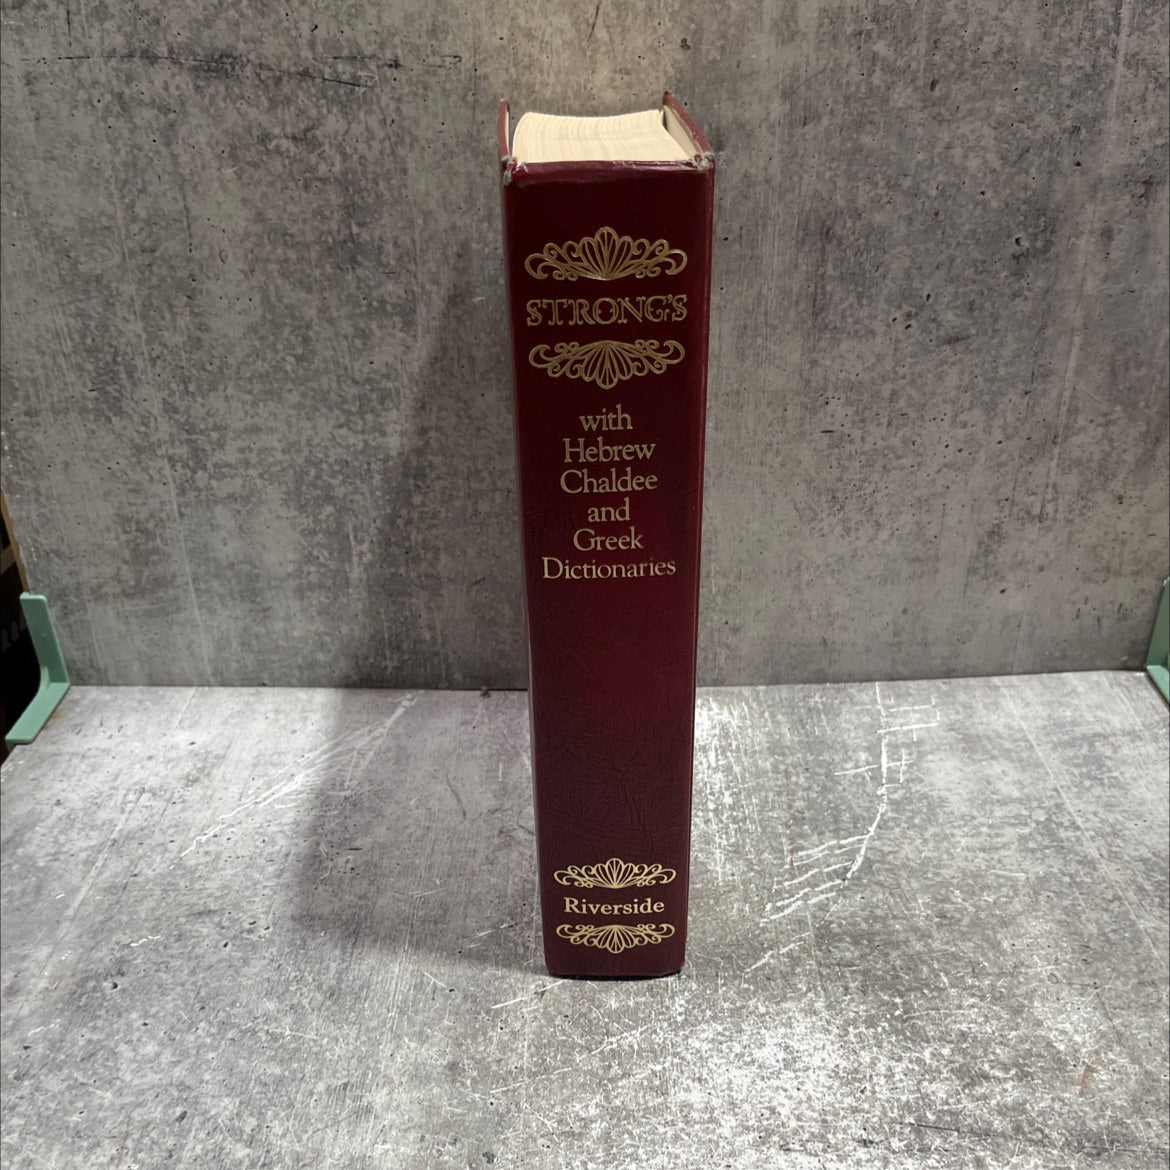 STRONG'S
with
Hebrew
Chaldee
and
Greek
Dictionaries
Riverside